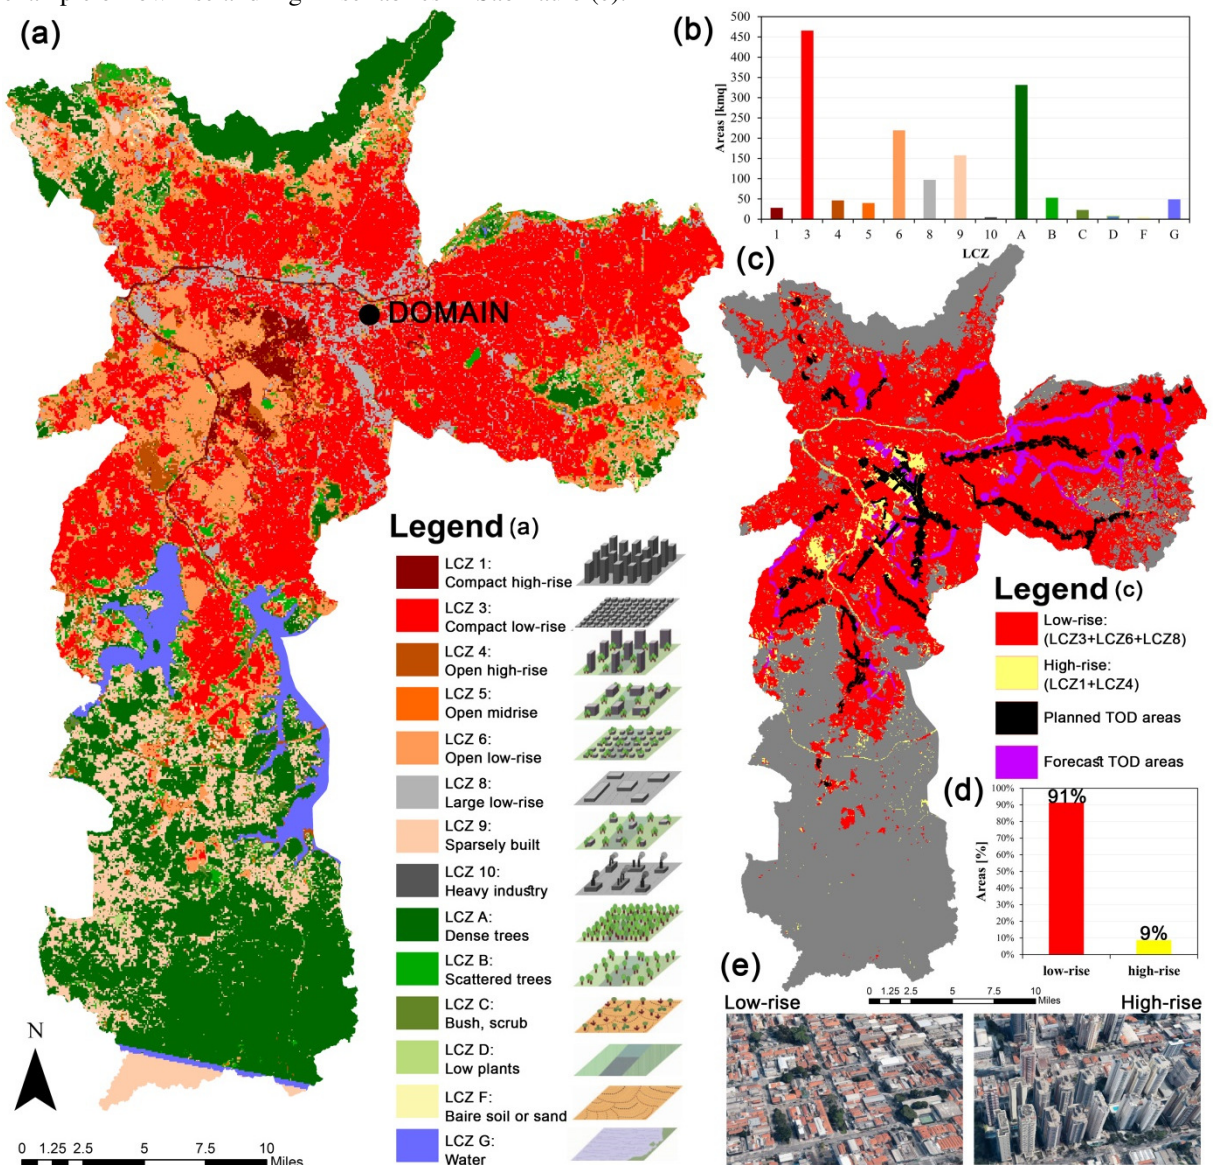 (a)
DOMAIN
Legend (a)
LCZ 1:
Compact high-rise
LCZ 3:
Compact low-rise
LCZ 4:
Open high-rise
LCZ 5:
Open midrise
LCZ 6:
Open low-rise
LCZ 8:
Large low-rise
LCZ 9:
Sparsely built
LCZ 10:
Heavy industry
LCZ A:
Dense trees
LCZ B:
Scattered trees
LCZ C:
Bush, scrub
LCZ D:
Low plants
LCZ F:
Baire soil or sand
LCZ G:
Water
N
0 1.25 2.5 5 7.5 10
Miles
(b)
Areas [kmq]
500
450
400
350
300
250
200
150
100
50
0
1 3 4 5 6 8 9 10 A B C D F G
LCZ
(c)
Legend (c)
Low-rise:
(LCZ3+LCZ6+LCZ8)
High-rise:
(LCZ1+LCZ4)
Planned TOD areas
Forecast TOD areas
(d)
Areas [%]
100%
90%
80%
70%
60%
50%
40%
30%
20%
10%
0%
91%
9%
low-rise high-rise
0 1.25 2.5 5 7.5 10
Miles
(e)
Low-rise High-rise